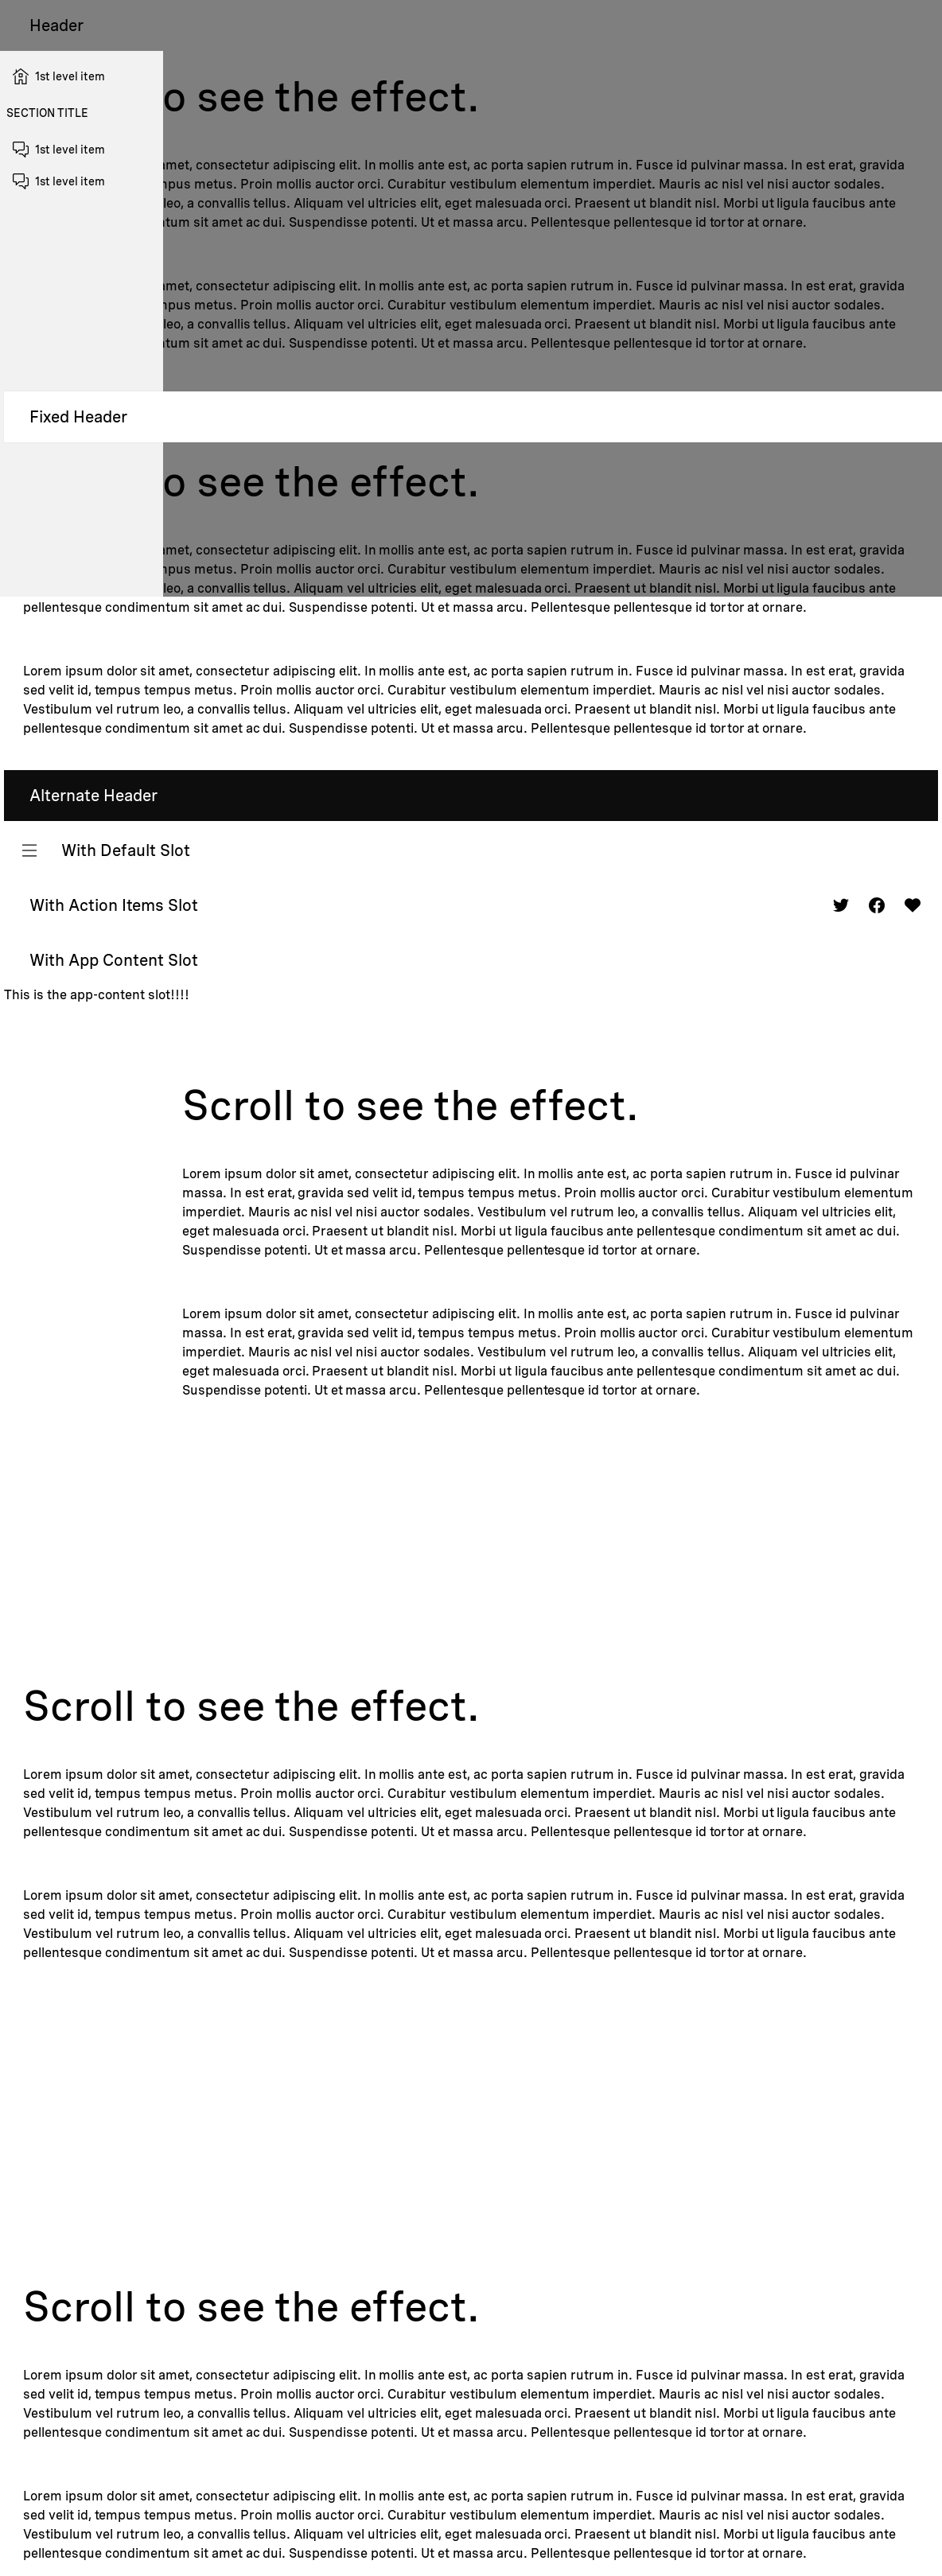 Header
1st level item
SECTION TITLE
1st level item
1st level item
o see the effect.
amet, consectetur adipiscing elit. In mollis ante est, ac porta sapien rutrum in. Fusce id pulvinar massa. In est erat, gravida
mpus metus. Proin mollis auctor orci. Curabitur vestibulum elementum imperdiet. Mauris ac nisl vel nisi auctor sodales.
leo, a convallis tellus. Aliquam vel ultricies elit, eget malesuada orci. Praesent ut blandit nisl. Morbi ut ligula faucibus ante
ntum sit amet ac dui. Suspendisse potenti. Ut et massa arcu. Pellentesque pellentesque id tortor at ornare.
amet, consectetur adipiscing elit. In mollis ante est, ac porta sapien rutrum in. Fusce id pulvinar massa. In est erat, gravida
mpus metus. Proin mollis auctor orci. Curabitur vestibulum elementum imperdiet. Mauris ac nisl vel nisi auctor sodales.
leo, a convallis tellus. Aliquam vel ultricies elit, eget malesuada orci. Praesent ut blandit nisl. Morbi ut ligula faucibus ante
ntum sit amet ac dui. Suspendisse potenti. Ut et massa arcu. Pellentesque pellentesque id tortor at ornare.
Fixed Header
o see the effect.
amet, consectetur adipiscing elit. In mollis ante est, ac porta sapien rutrum in. Fusce id pulvinar massa. In est erat, gravida
mpus metus. Proin mollis auctor orci. Curabitur vestibulum elementum imperdiet. Mauris ac nisl vel nisi auctor sodales.
leo, a convallis tellus. Aliquam vel ultricies elit, eget malesuada orci. Praesent ut blandit nisl. Morbi ut ligula faucibus ante
pellentesque condimentum sit amet ac dui. Suspendisse potenti. Ut et massa arcu. Pellentesque pellentesque id tortor at ornare.
Lorem ipsum dolor sit amet, consectetur adipiscing elit. In mollis ante est, ac porta sapien rutrum in. Fusce id pulvinar massa. In est erat, gravida
sed velit id, tempus tempus metus. Proin mollis auctor orci. Curabitur vestibulum elementum imperdiet. Mauris ac nisl vel nisi auctor sodales.
Vestibulum vel rutrum leo, a convallis tellus. Aliquam vel ultricies elit, eget malesuada orci. Praesent ut blandit nisl. Morbi ut ligula faucibus ante
pellentesque condimentum sit amet ac dui. Suspendisse potenti. Ut et massa arcu. Pellentesque pellentesque id tortor at ornare.
Alternate Header
With Default Slot
With Action Items Slot
With App Content Slot
This is the app-content slot!!!!
Scroll to see the effect.
Lorem ipsum dolor sit amet, consectetur adipiscing elit. In mollis ante est, ac porta sapien rutrum in. Fusce id pulvinar
massa. In est erat, gravida sed velit id, tempus tempus metus. Proin mollis auctor orci. Curabitur vestibulum elementum
imperdiet. Mauris ac nisl vel nisi auctor sodales. Vestibulum vel rutrum leo, a convallis tellus. Aliquam vel ultricies elit,
eget malesuada orci. Praesent ut blandit nisl. Morbi ut ligula faucibus ante pellentesque condimentum sit amet ac dui.
Suspendisse potenti. Ut et massa arcu. Pellentesque pellentesque id tortor at ornare.
Lorem ipsum dolor sit amet, consectetur adipiscing elit. In mollis ante est, ac porta sapien rutrum in. Fusce id pulvinar
massa. In est erat, gravida sed velit id, tempus tempus metus. Proin mollis auctor orci. Curabitur vestibulum elementum
imperdiet. Mauris ac nisl vel nisi auctor sodales. Vestibulum vel rutrum leo, a convallis tellus. Aliquam vel ultricies elit,
eget malesuada orci. Praesent ut blandit nisl. Morbi ut ligula faucibus ante pellentesque condimentum sit amet ac dui.
Suspendisse potenti. Ut et massa arcu. Pellentesque pellentesque id tortor at ornare.
Scroll to see the effect.
Lorem ipsum dolor sit amet, consectetur adipiscing elit. In mollis ante est, ac porta sapien rutrum in. Fusce id pulvinar massa. In est erat, gravida
sed velit id, tempus tempus metus. Proin mollis auctor orci. Curabitur vestibulum elementum imperdiet. Mauris ac nisl vel nisi auctor sodales.
Vestibulum vel rutrum leo, a convallis tellus. Aliquam vel ultricies elit, eget malesuada orci. Praesent ut blandit nisl. Morbi ut ligula faucibus ante
pellentesque condimentum sit amet ac dui. Suspendisse potenti. Ut et massa arcu. Pellentesque pellentesque id tortor at ornare.
Lorem ipsum dolor sit amet, consectetur adipiscing elit. In mollis ante est, ac porta sapien rutrum in. Fusce id pulvinar massa. In est erat, gravida
sed velit id, tempus tempus metus. Proin mollis auctor orci. Curabitur vestibulum elementum imperdiet. Mauris ac nisl vel nisi auctor sodales.
Vestibulum vel rutrum leo, a convallis tellus. Aliquam vel ultricies elit, eget malesuada orci. Praesent ut blandit nisl. Morbi ut ligula faucibus ante
pellentesque condimentum sit amet ac dui. Suspendisse potenti. Ut et massa arcu. Pellentesque pellentesque id tortor at ornare.
Scroll to see the effect.
Lorem ipsum dolor sit amet, consectetur adipiscing elit. In mollis ante est, ac porta sapien rutrum in. Fusce id pulvinar massa. In est erat, gravida
sed velit id, tempus tempus metus. Proin mollis auctor orci. Curabitur vestibulum elementum imperdiet. Mauris ac nisl vel nisi auctor sodales.
Vestibulum vel rutrum leo, a convallis tellus. Aliquam vel ultricies elit, eget malesuada orci. Praesent ut blandit nisl. Morbi ut ligula faucibus ante
pellentesque condimentum sit amet ac dui. Suspendisse potenti. Ut et massa arcu. Pellentesque pellentesque id tortor at ornare.
Lorem ipsum dolor sit amet, consectetur adipiscing elit. In mollis ante est, ac porta sapien rutrum in. Fusce id pulvinar massa. In est erat, gravida
sed velit id, tempus tempus metus. Proin mollis auctor orci. Curabitur vestibulum elementum imperdiet. Mauris ac nisl vel nisi auctor sodales.
Vestibulum vel rutrum leo, a convallis tellus. Aliquam vel ultricies elit, eget malesuada orci. Praesent ut blandit nisl. Morbi ut ligula faucibus ante
pellentesque condimentum sit amet ac dui. Suspendisse potenti. Ut et massa arcu. Pellentesque pellentesque id tortor at ornare.